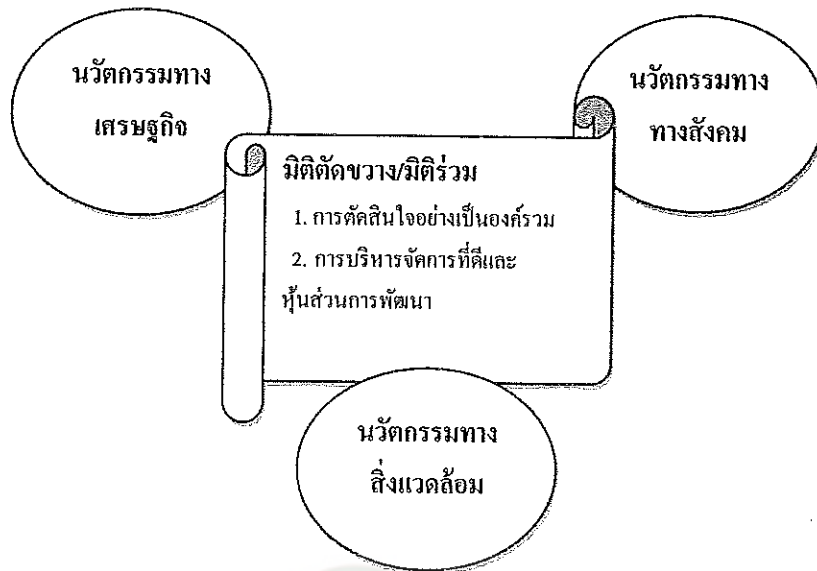 นวัตกรรมทาง
เศรษฐกิจ
นวัตกรรมทาง
ทางสังคม
มิติตัดขวาง/มิติร่วม
1. การตัดสินใจอย่างเป็นองค์รวม
2. การบริหารจัดการที่ดีและ
หุ้นส่วนการพัฒนา
นวัตกรรมทาง
สิ่งแวดล้อม